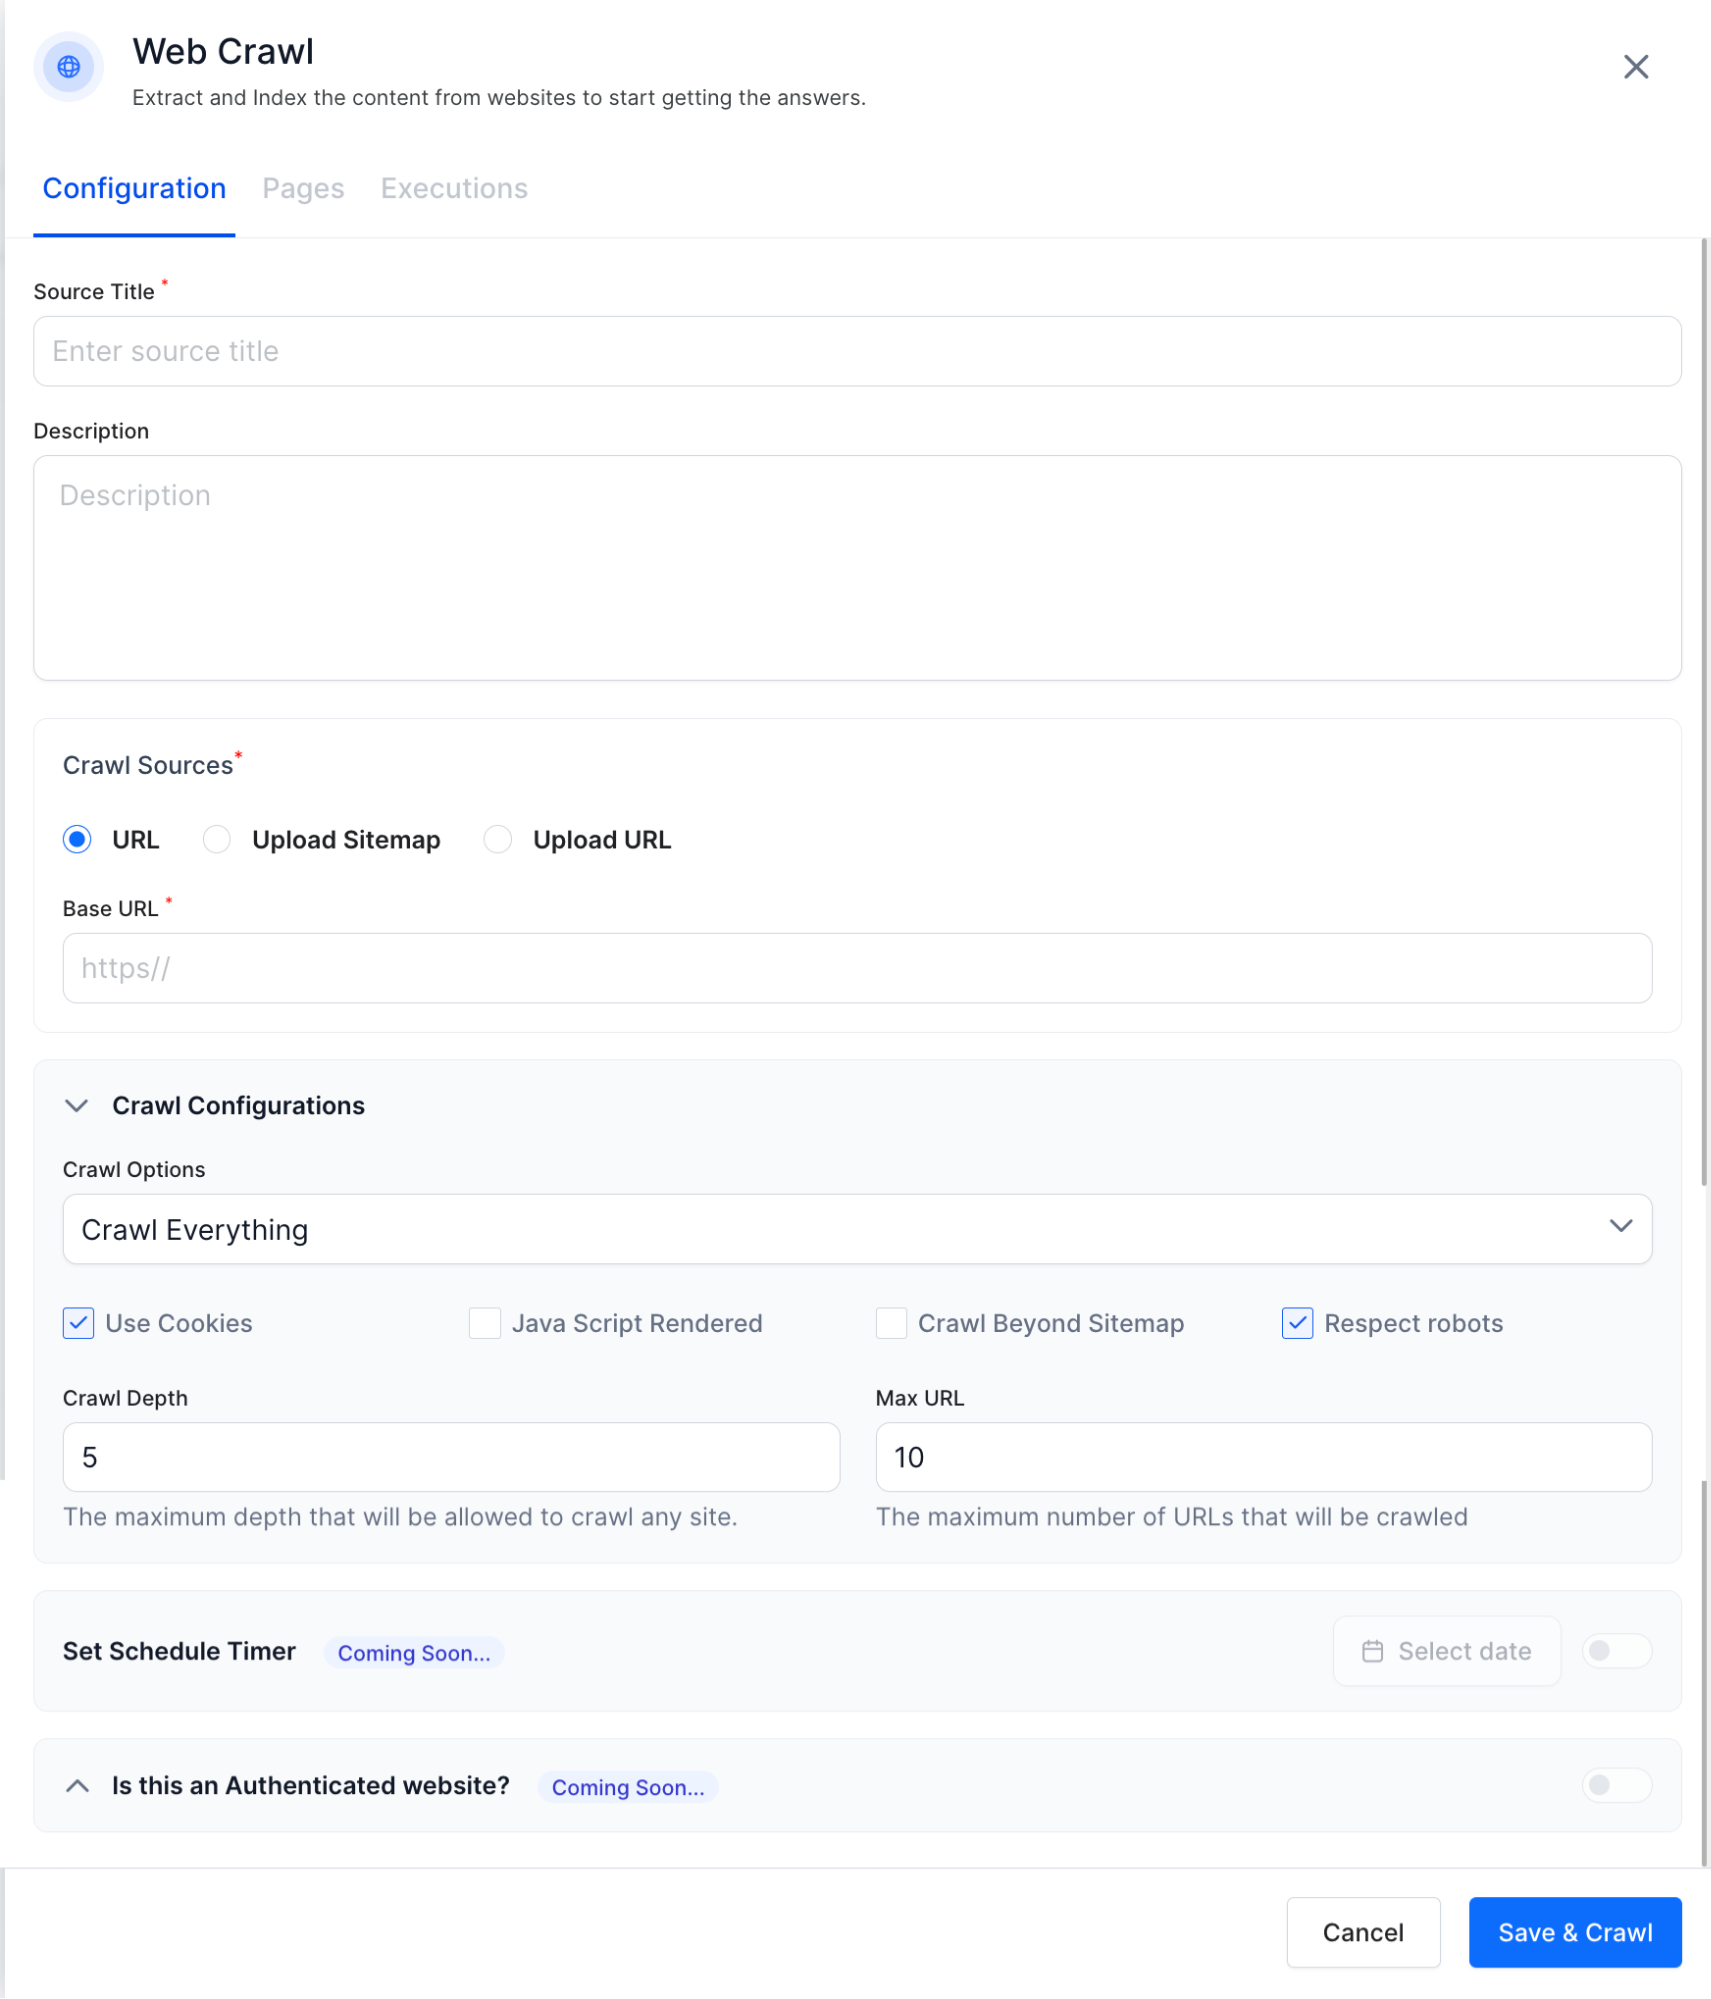 Web Crawl
Extract and Index the content from websites to start getting the answers.
Configuration Pages Executions
Source Title *
Enter source title
Description
Description
Crawl Sources*
URL Upload Sitemap Upload URL
Base URL *
https//
Crawl Configurations
Crawl Options
Crawl Everything
Use Cookies Java Script Rendered Crawl Beyond Sitemap Respect robots
Crawl Depth Max URL
5 10
The maximum depth that will be allowed to crawl any site. The maximum number of URLs that will be crawled
Set Schedule Timer Coming Soon... Select date
Is this an Authenticated website? Coming Soon...
Cancel Save & Crawl